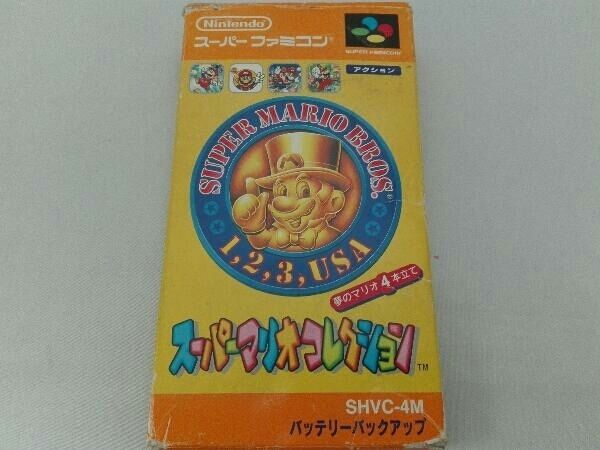 Nintendo
スーパーファミコン
SUPER FAMICOM
アクション
SUPER MARIO BROS.®
1, 2, 3, USA
夢のマリオ4本立て
スーパーマリオコレクション™
SHVC-4M
バッテリーバックアップ